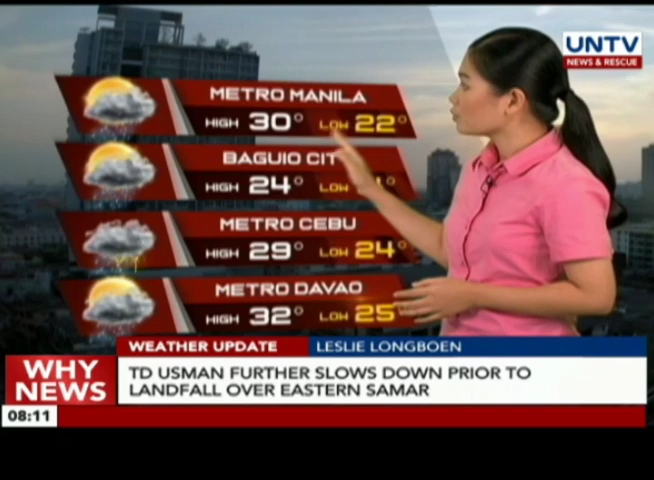 UNTV
NEWS & RESCUE
METRO MANILA
HIGH 30° LOW 22°
BAGUIO CIT
HIGH 24°
METRO CEBU
HIGH 29° LOW 24°
METRO DAVAO
HIGH 32° LOW 25°
WEATHER UPDATE LESLIE LONGBOEN
WHY
NEWS
TD USMAN FURTHER SLOWS DOWN PRIOR TO
LANDFALL OVER EASTERN SAMAR
08:11